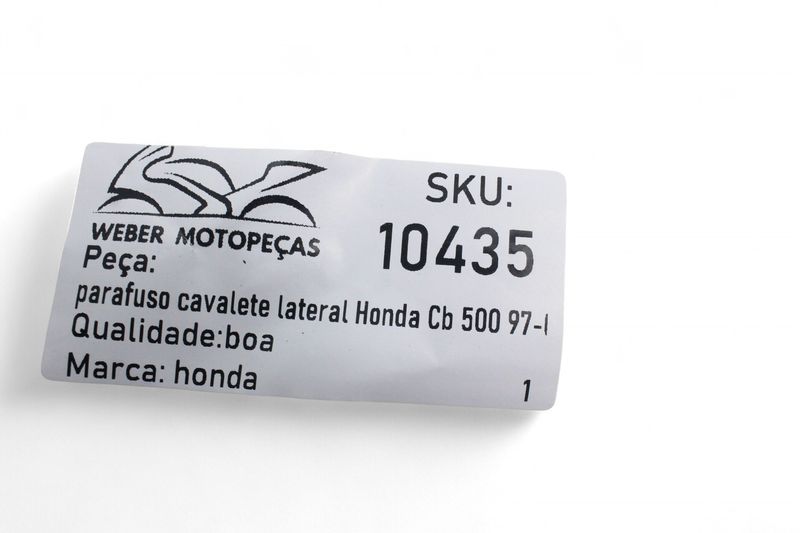 WEBER MOTOPEÇAS
SKU:
10435
Peça:
parafuso cavalete lateral Honda Cb 500 97-
Qualidade:boa
Marca: honda
1